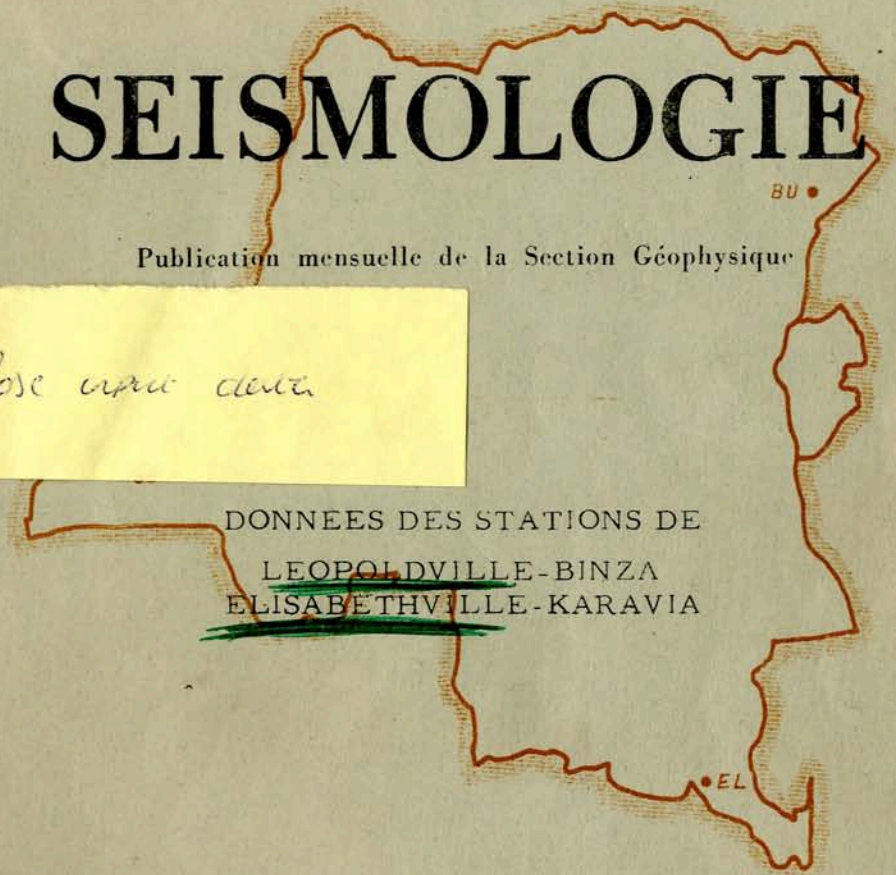 SEISMOLOGIE
BU
Publication mensuelle de la Section Géophysique
DONNEES DES STATIONS DE
LEOPOLDVILLE-BINZA
ELISABETHVILLE-KARAVIA
EL